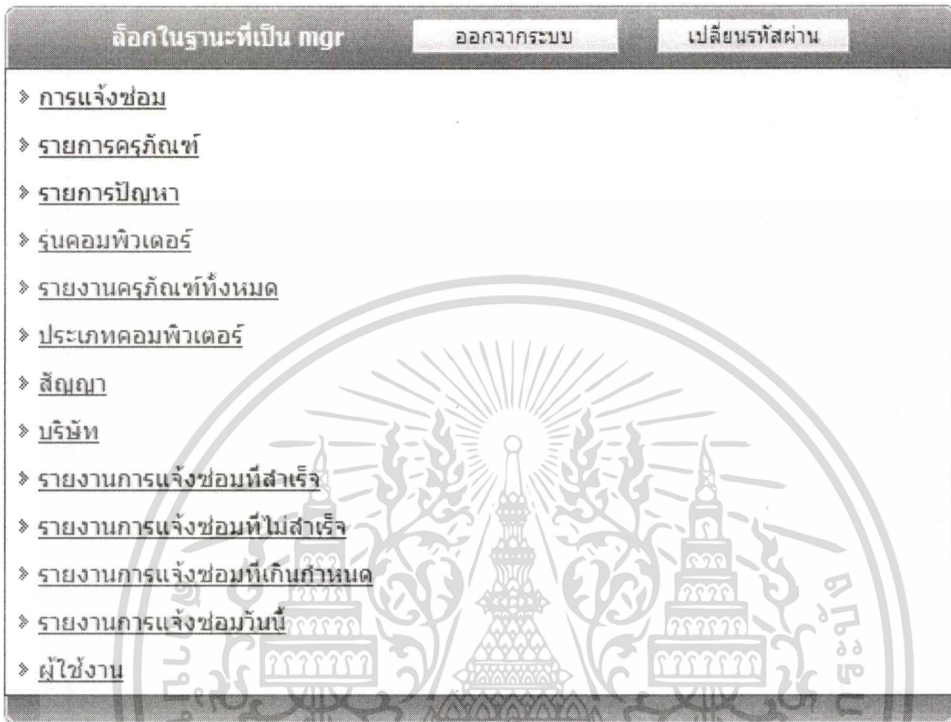 ล็อกในฐานะที่เป็น mgr ออกจากระบบ เปลี่ยนรหัสผ่าน
» การแจ้งซ่อม
» รายการครุภัณฑ์
» รายการปัญหา
» รุ่นคอมพิวเตอร์
» รายงานครุภัณฑ์ทั้งหมด
» ประเภทคอมพิวเตอร์
» สัญญา
» บริษัท
» รายงานการแจ้งซ่อมที่สำเร็จ
» รายงานการแจ้งซ่อมที่ไม่สำเร็จ
» รายงานการแจ้งซ่อมที่เกินกำหนด
» รายงานการแจ้งซ่อมวันนี้
» ผู้ใช้งาน